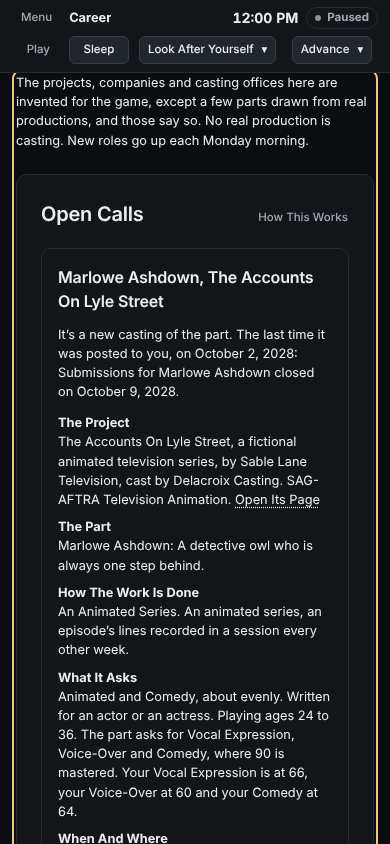 Menu Career 12:00 PM Paused
Play Sleep Look After Yourself ▾ Advance ▾
The projects, companies and casting offices here are
invented for the game, except a few parts drawn from real
productions, and those say so. No real production is
casting. New roles go up each Monday morning.
Open Calls How This Works
Marlowe Ashdown, The Accounts
On Lyle Street
It’s a new casting of the part. The last time it
was posted to you, on October 2, 2028:
Submissions for Marlowe Ashdown closed
on October 9, 2028.
The Project
The Accounts On Lyle Street, a fictional
animated television series, by Sable Lane
Television, cast by Delacroix Casting. SAG-
AFTRA Television Animation. Open Its Page
The Part
Marlowe Ashdown: A detective owl who is
always one step behind.
How The Work Is Done
An Animated Series. An animated series, an
episode’s lines recorded in a session every
other week.
What It Asks
Animated and Comedy, about evenly. Written
for an actor or an actress. Playing ages 24 to
36. The part asks for Vocal Expression,
Voice-Over and Comedy, where 90 is
mastered. Your Vocal Expression is at 66,
your Voice-Over at 60 and your Comedy at
64.
When And Where